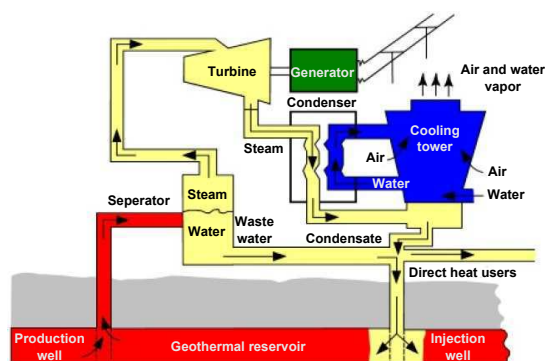 Turbine
Generator
Air and water
vapor
Condenser
Cooling
tower
Steam
Air
Air
Water
Water
Steam
Seperator
Water
Waste
water
Condensate
Direct heat users
Production
well
Geothermal reservoir
Injection
well